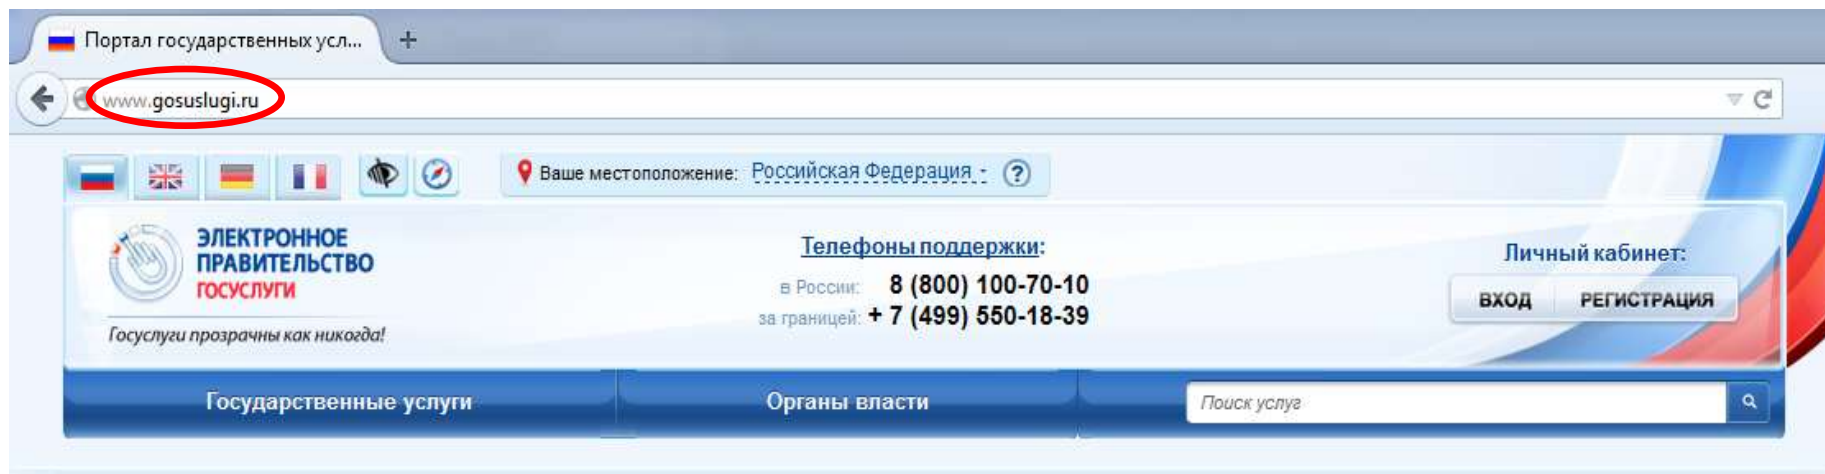 Портал государственных усл...
www.gosuslugi.ru
Ваше местоположение: Российская Федерация
ЭЛЕКТРОННОЕ
ПРАВИТЕЛЬСТВО
ГОСУСЛУГИ
Госуслуги прозрачны как никогда!
Телефоны поддержки:
в России: 8 (800) 100-70-10
за границей: + 7 (499) 550-18-39
Личный кабинет:
ВХОД РЕГИСТРАЦИЯ
Государственные услуги
Органы власти
Поиск услуг